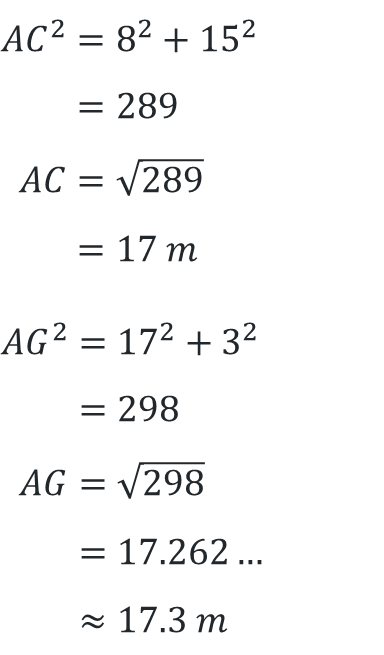 AC² = 8² + 15²
= 289
AC = √289
= 17 m
AG² = 17² + 3²
= 298
AG = √298
= 17.262 ...
≈ 17.3 m